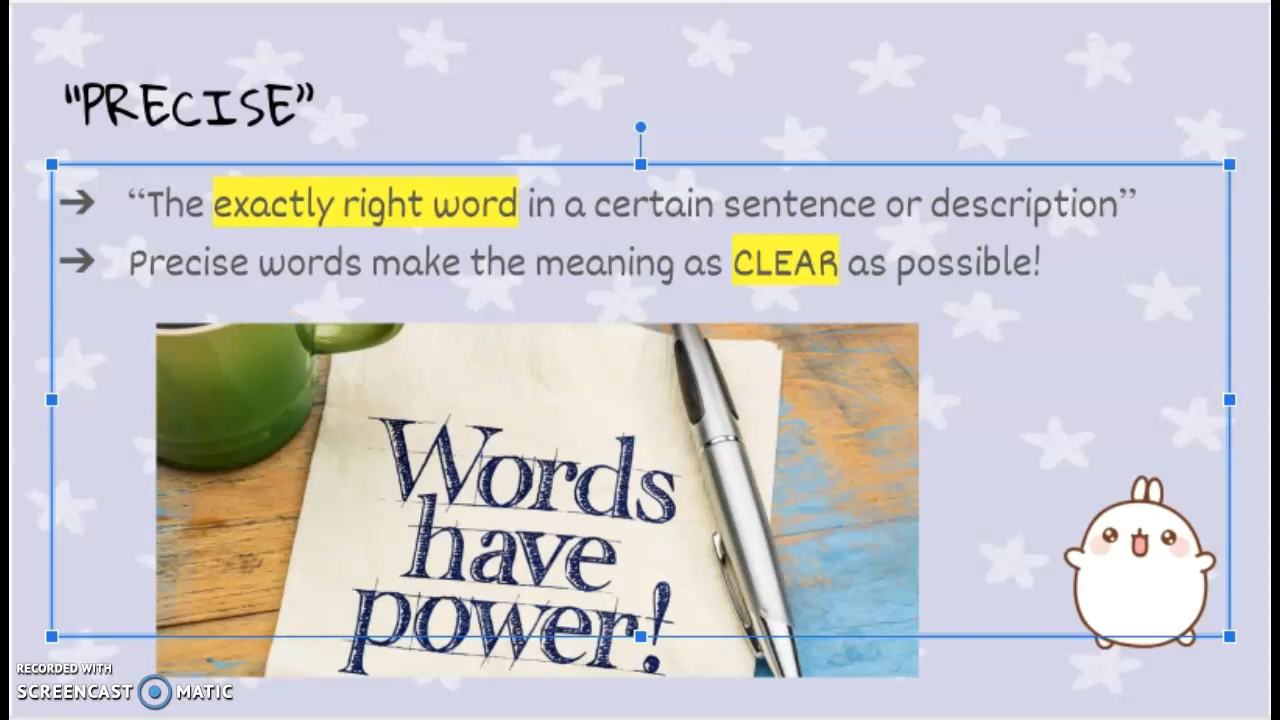 “PRECISE”
➔ “The exactly right word in a certain sentence or description”
➔ Precise words make the meaning as CLEAR as possible!
Words
have
power!
RECORDED WITH
SCREENCAST MATIC